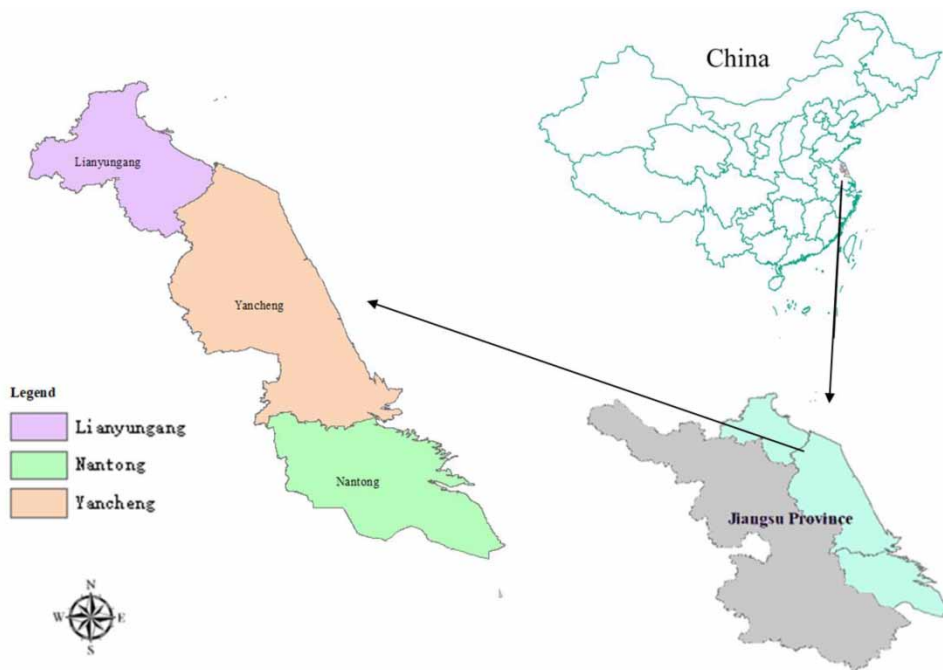 China
Lianyungang
Yancheng
Nantong
Legend
Lianyungang
Nantong
Yancheng
Jiangsu Province
N
W
E
S